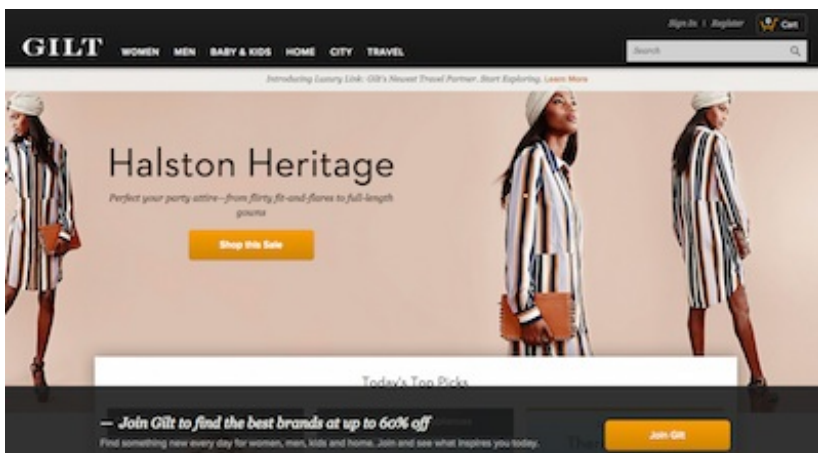 Sign In | Register
0
Cart
GILT
WOMEN MEN BABY & KIDS HOME CITY TRAVEL
Search
Introducing Luxury Link: Gilt's Newest Travel Partner. Start Exploring. Learn More
Halston Heritage
Perfect your party attire—from flirty fit-and-flares to full-length
gowns
Shop this Sale
Today's Top Picks
— Join Gilt to find the best brands at up to 60% off
Find something new every day for women, men, kids and home. Join and see what inspires you today.
Join Gilt